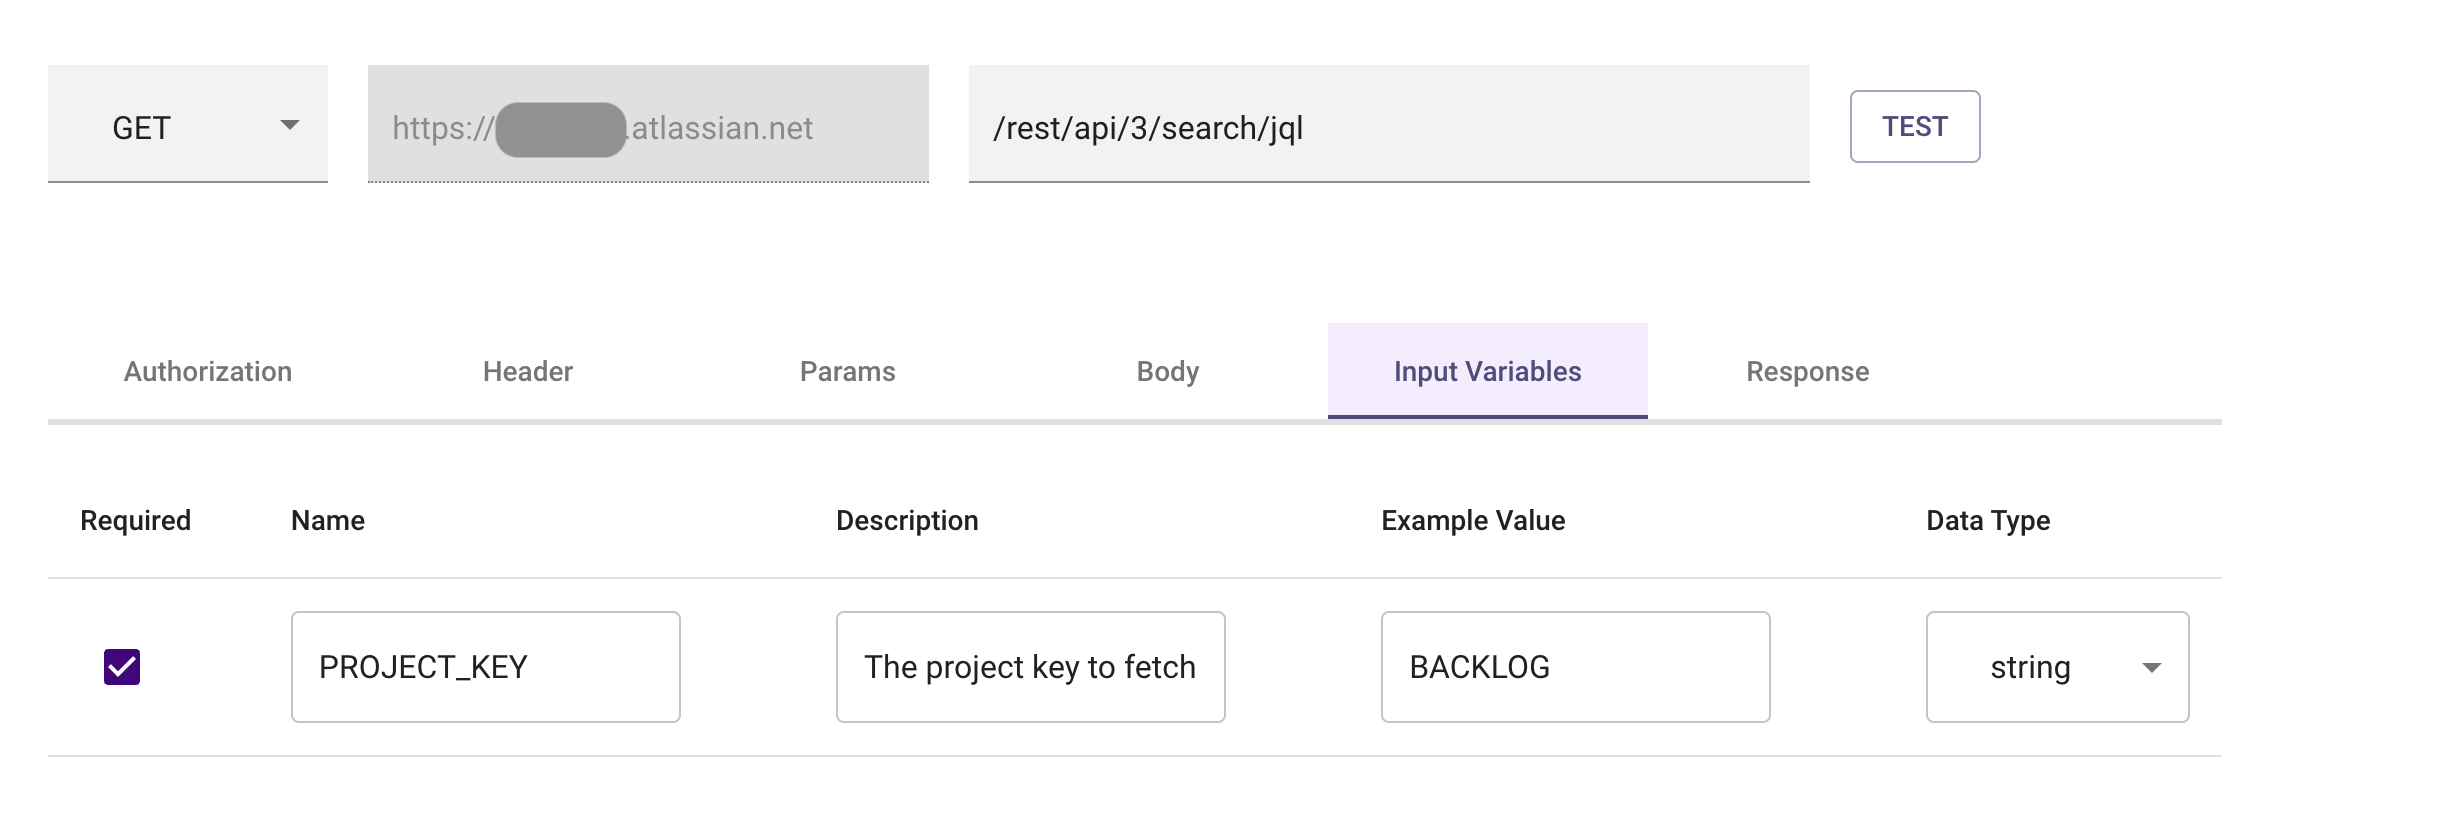 GET https:// .atlassian.net /rest/api/3/search/jql TEST
Authorization Header Params Body Input Variables Response
Required Name Description Example Value Data Type
PROJECT_KEY The project key to fetch BACKLOG string